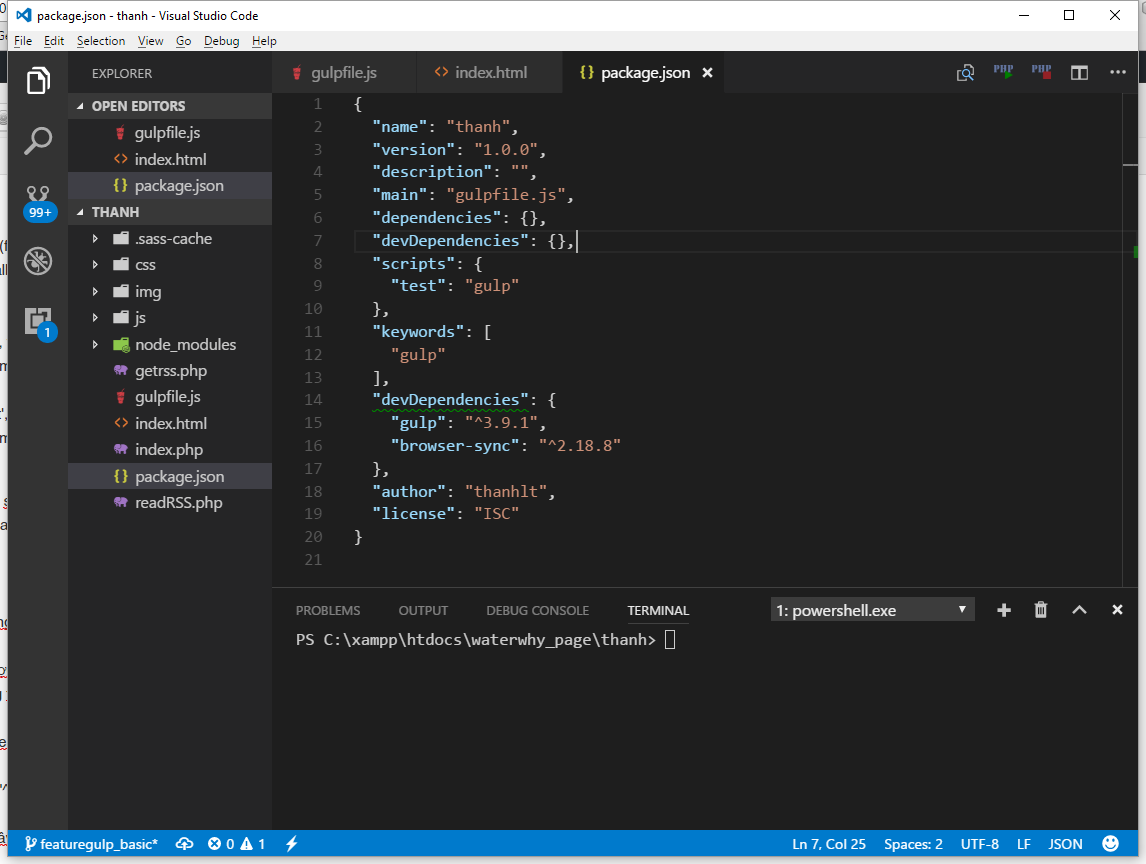 package.json - thanh - Visual Studio Code
File Edit Selection View Go Debug Help
EXPLORER
OPEN EDITORS
gulpfile.js
index.html
package.json
99+
THANH
.sass-cache
css
img
1
js
node_modules
getrss.php
gulpfile.js
index.html
index.php
package.json
readRSS.php
gulpfile.js index.html package.json
PHP PHP
1 {
2 "name": "thanh",
3 "version": "1.0.0",
4 "description": "",
5 "main": "gulpfile.js",
6 "dependencies": {},
7 "devDependencies": {},
8 "scripts": {
9 "test": "gulp"
10 },
11 "keywords": [
12 "gulp"
13 ],
14 "devDependencies": {
15 "gulp": "^3.9.1",
16 "browser-sync": "^2.18.8"
17 },
18 "author": "thanhlt",
19 "license": "ISC"
20 }
21
PROBLEMS OUTPUT DEBUG CONSOLE TERMINAL 1: powershell.exe
PS C:\xampp\htdocs\waterwhy_page\thanh>
featuregulp_basic* 0 1 Ln 7, Col 25 Spaces: 2 UTF-8 LF JSON